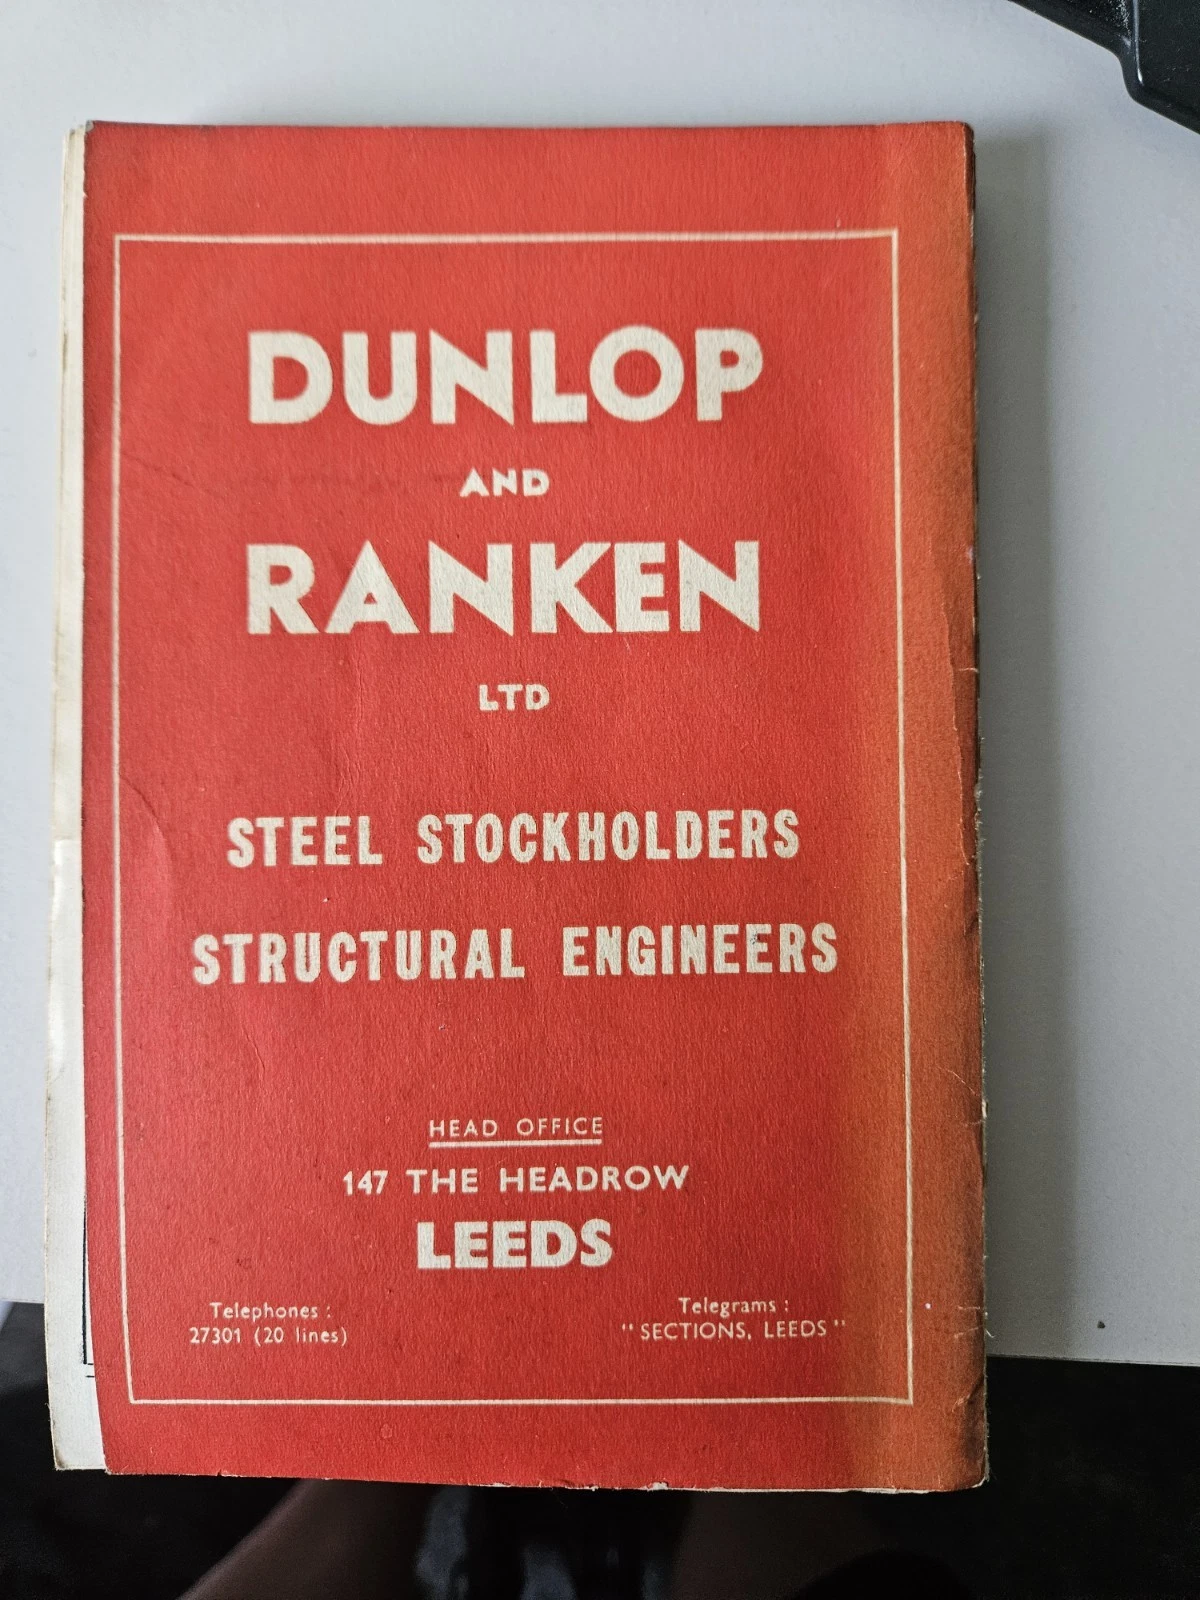 DUNLOP
AND
RANKEN
LTD
STEEL STOCKHOLDERS
STRUCTURAL ENGINEERS
HEAD OFFICE
147 THE HEADROW
LEEDS
Telephones :
27301 (20 lines)
Telegrams :
"SECTIONS, LEEDS"